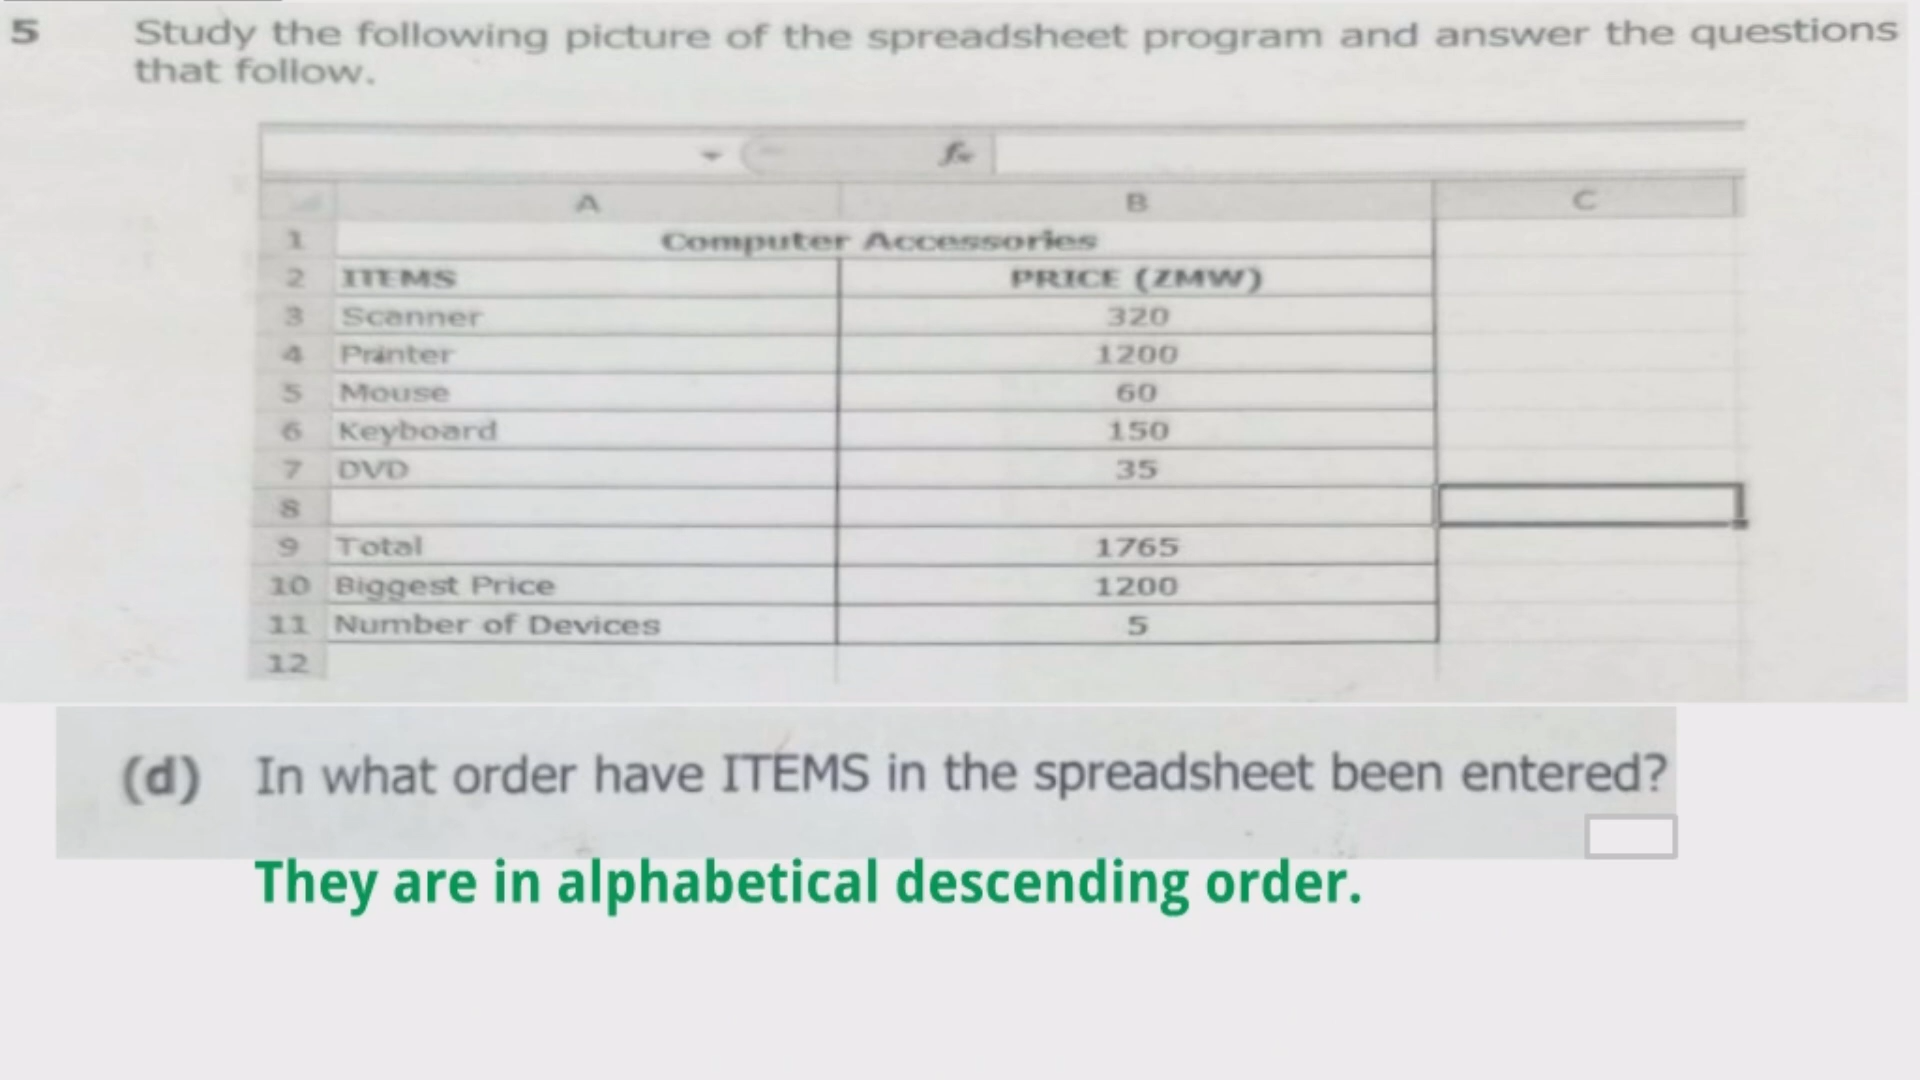 5 Study the following picture of the spreadsheet program and answer the questions
that follow.
fx
A B C
1 Computer Accessories
2 ITEMS PRICE (ZMW)
3 Scanner 320
4 Printer 1200
5 Mouse 60
6 Keyboard 150
7 DVD 35
8
9 Total 1765
10 Biggest Price 1200
11 Number of Devices 5
12
(d) In what order have ITEMS in the spreadsheet been entered?
They are in alphabetical descending order.